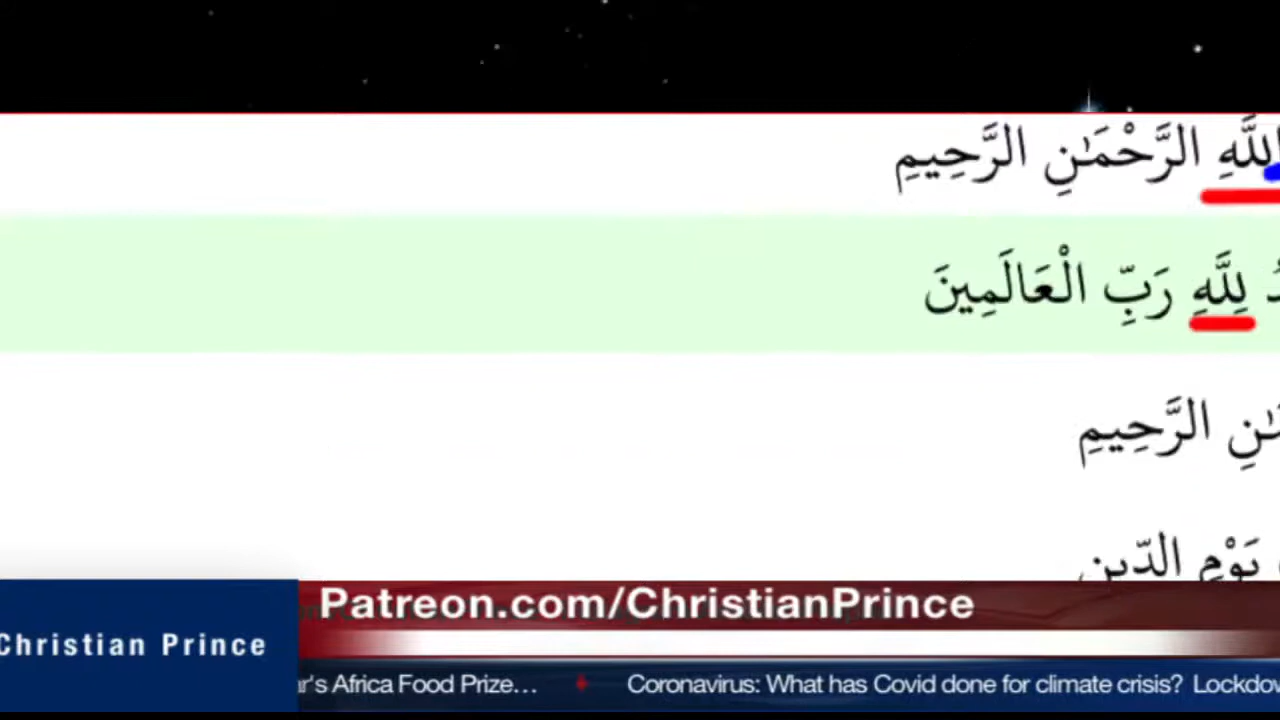 اللَّهِ الرَّحْمَٰنِ الرَّحِيمِ
لِلَّهِ رَبِّ الْعَالَمِينَ
الرَّحِيمِ
يَوْمِ الدِّينِ
Patreon.com/ChristianPrince
Christian Prince
ar's Africa Food Prize… ♦ Coronavirus: What has Covid done for climate crisis? Lockdow